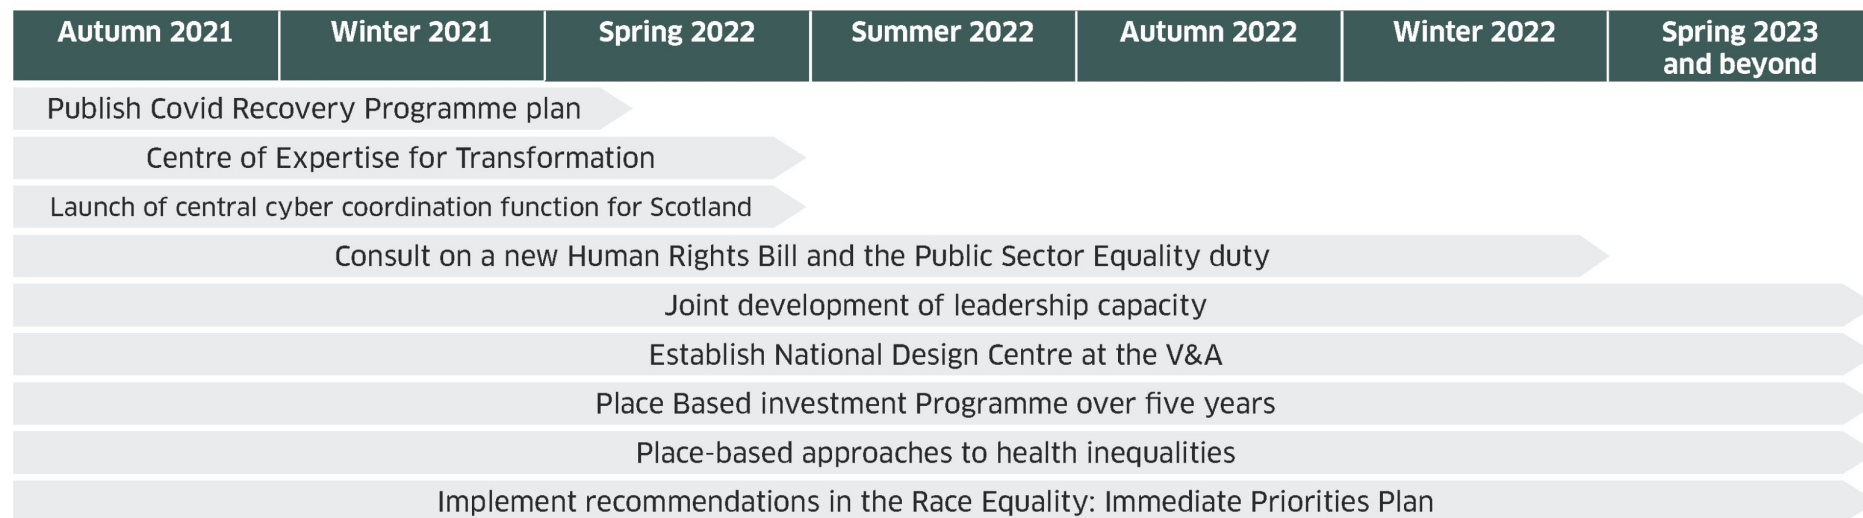 Autumn 2021 Winter 2021 Spring 2022 Summer 2022 Autumn 2022 Winter 2022 Spring 2023
and beyond
Publish Covid Recovery Programme plan
Centre of Expertise for Transformation
Launch of central cyber coordination function for Scotland
Consult on a new Human Rights Bill and the Public Sector Equality duty
Joint development of leadership capacity
Establish National Design Centre at the V&A
Place Based investment Programme over five years
Place-based approaches to health inequalities
Implement recommendations in the Race Equality: Immediate Priorities Plan